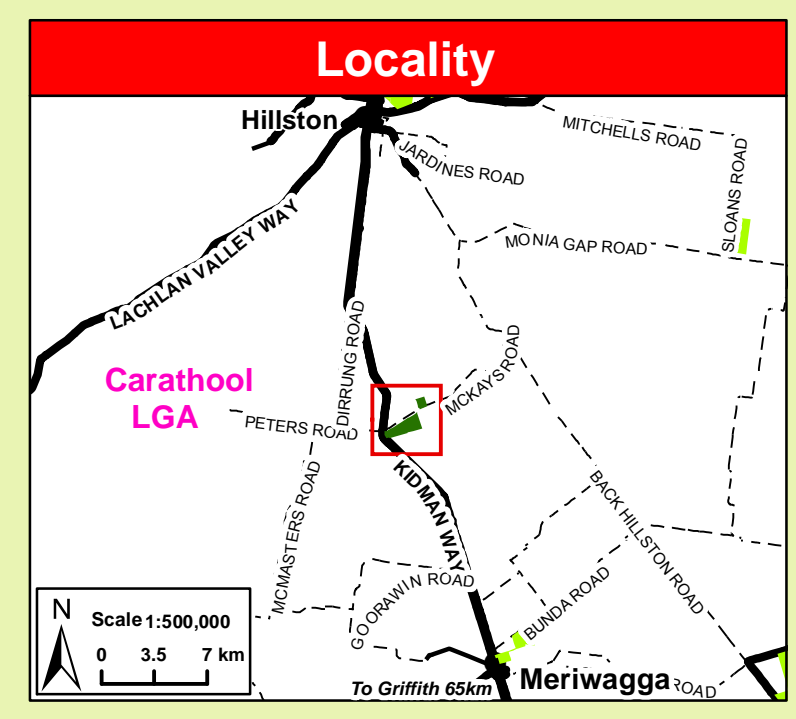 Locality
Hillston
MITCHELLS ROAD
JARDINES ROAD
SLOANS ROAD
MONIA GAP ROAD
LACHLAN VALLEY WAY
DIRRUNG ROAD
MCKAYS ROAD
Carathool
LGA
PETERS ROAD
KIDMAN WAY
MCMASTERS ROAD
BACK HILLSTON ROAD
GOORAWIN ROAD
BUNDA ROAD
N
Scale 1:500,000
0 3.5 7 km
Meriwagga
ROAD
To Griffith 65km